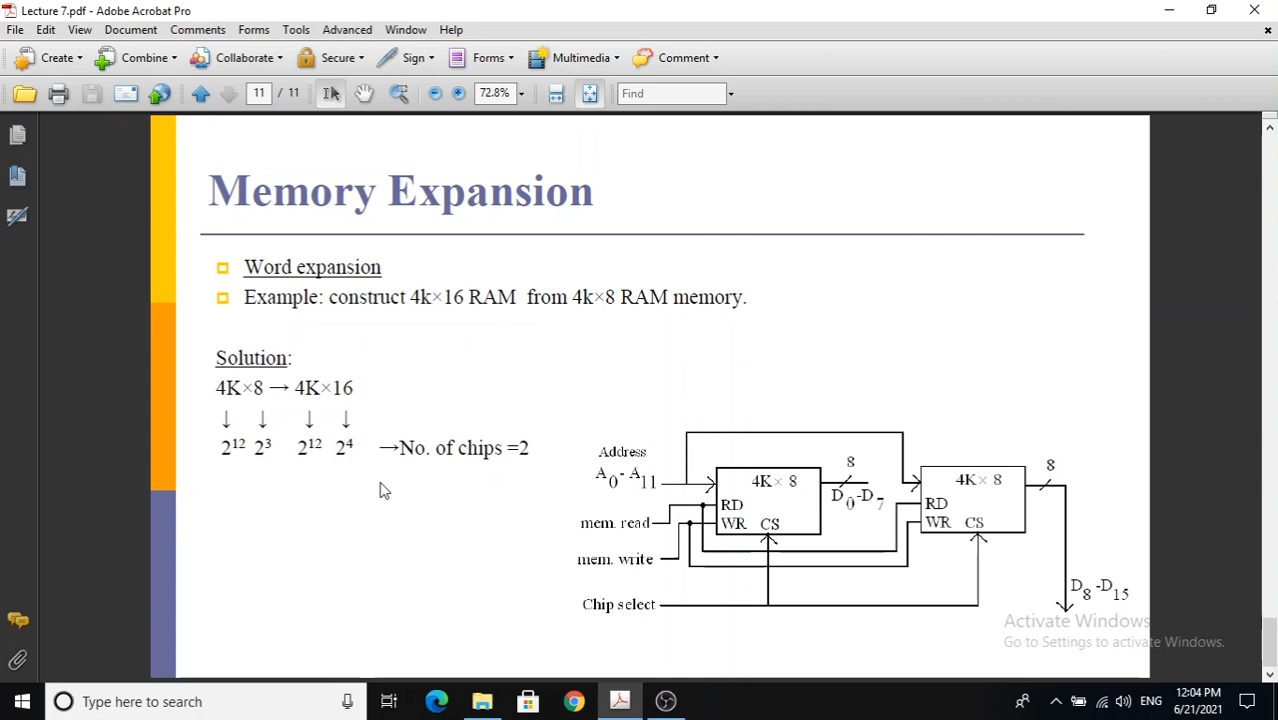 Lecture 7.pdf - Adobe Acrobat Pro
File Edit View Document Comments Forms Tools Advanced Window Help
Create Combine Collaborate Secure Sign Forms Multimedia Comment
11 / 11 72.8% Find
Memory Expansion
Word expansion
Example: construct 4k×16 RAM from 4k×8 RAM memory.
Solution:
4K×8 → 4K×16
↓ ↓ ↓ ↓
2¹² 2³ 2¹² 2⁴ →No. of chips =2
Address
A₀ - A₁₁
mem. read
mem. write
Chip select
4K× 8
RD
WR CS
8
D₀-D₇
4K× 8
RD
WR CS
8
D₈-D₁₅
Activate Windows
Go to Settings to activate Windows.
Type here to search
ENG
12:04 PM
6/21/2021